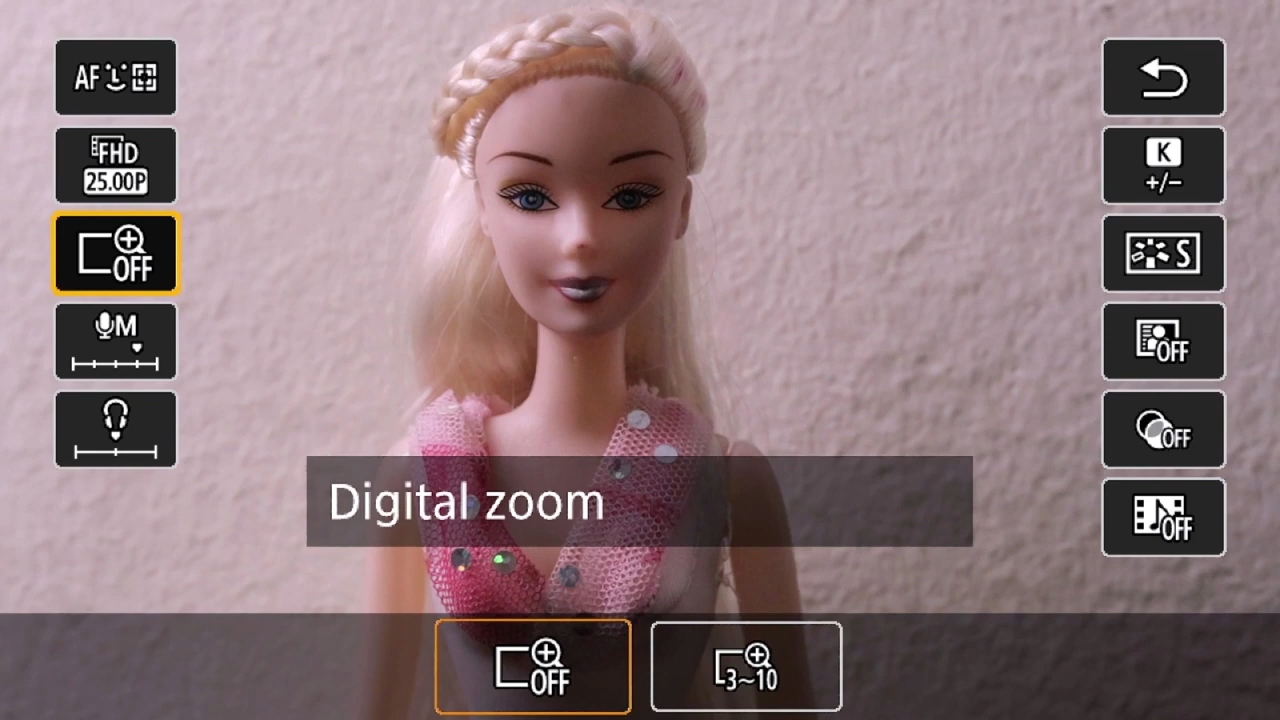 AF
FHD
25.00P
OFF
M
K
+/−
S
OFF
OFF
OFF
Digital zoom
OFF
3~10